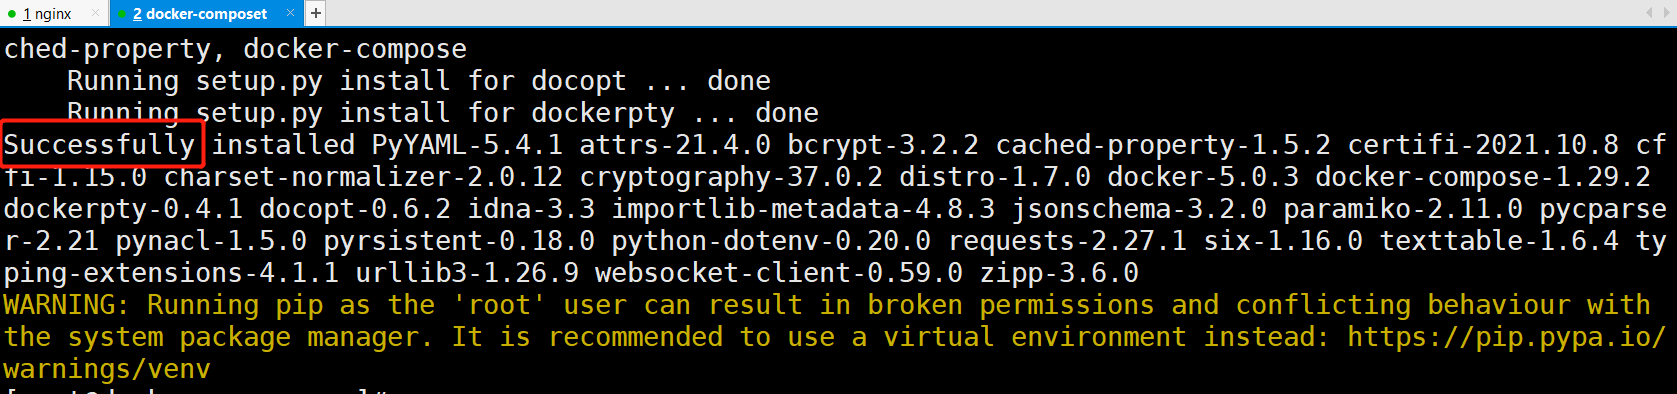 1 nginx
2 docker-composet
ched-property, docker-compose
Running setup.py install for docopt ... done
Running setup.py install for dockerpty ... done
Successfully installed PyYAML-5.4.1 attrs-21.4.0 bcrypt-3.2.2 cached-property-1.5.2 certifi-2021.10.8 cf
fi-1.15.0 charset-normalizer-2.0.12 cryptography-37.0.2 distro-1.7.0 docker-5.0.3 docker-compose-1.29.2
dockerpty-0.4.1 docopt-0.6.2 idna-3.3 importlib-metadata-4.8.3 jsonschema-3.2.0 paramiko-2.11.0 pycparse
r-2.21 pynacl-1.5.0 pyrsistent-0.18.0 python-dotenv-0.20.0 requests-2.27.1 six-1.16.0 texttable-1.6.4 ty
ping-extensions-4.1.1 urllib3-1.26.9 websocket-client-0.59.0 zipp-3.6.0
WARNING: Running pip as the 'root' user can result in broken permissions and conflicting behaviour with
the system package manager. It is recommended to use a virtual environment instead: https://pip.pypa.io/
warnings/venv